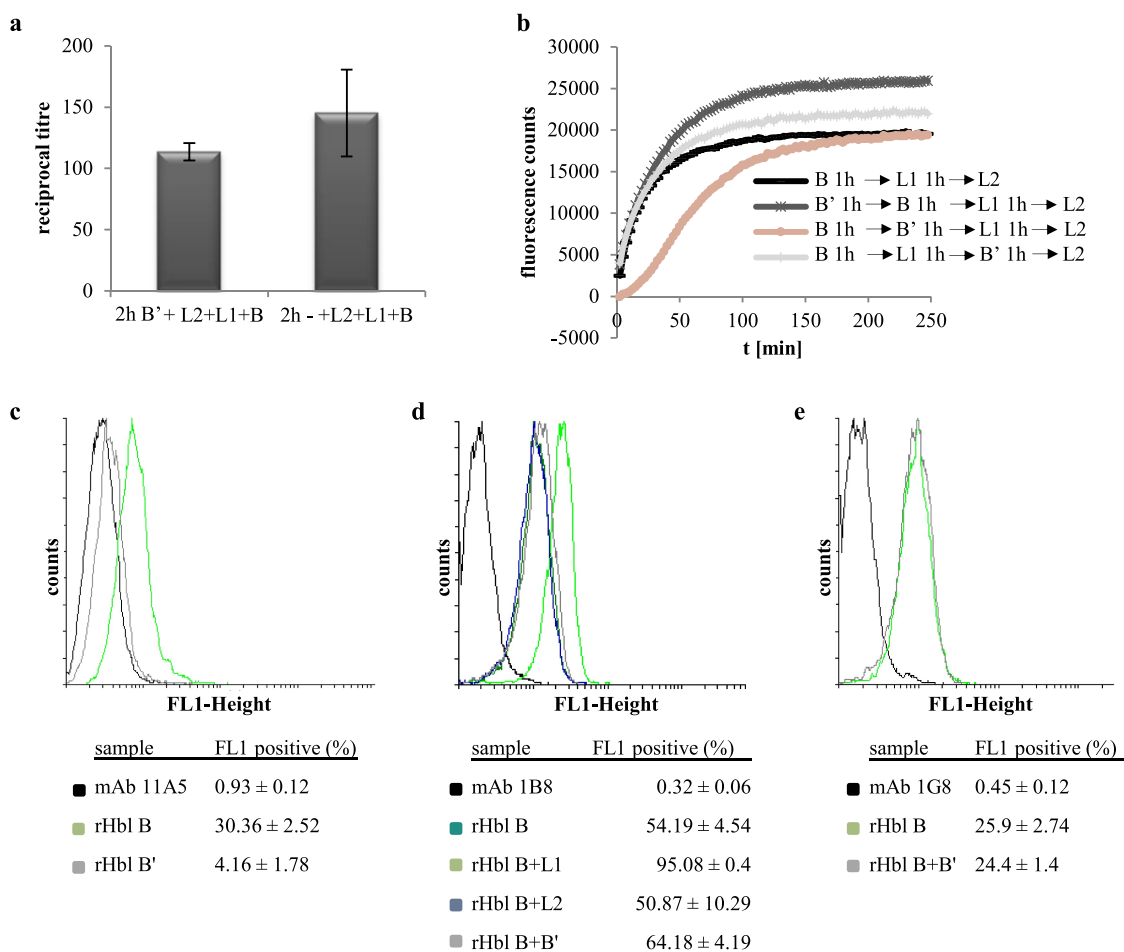 a
200
150
100
50
0
reciprocal titre
2h B’+ L2+L1+B
2h - +L2+L1+B
b
30000
25000
20000
15000
10000
5000
0
-5000
fluorescence counts
0
50
100
150
200
250
t [min]
B 1h → L1 1h → L2
B’ 1h → B 1h → L1 1h → L2
B 1h → B’ 1h → L1 1h → L2
B 1h → L1 1h → B’ 1h → L2
c
counts
FL1-Height
sample FL1 positive (%)
mAb 11A5 0.93 ± 0.12
rHbl B 30.36 ± 2.52
rHbl B' 4.16 ± 1.78
d
counts
FL1-Height
sample FL1 positive (%)
mAb 1B8 0.32 ± 0.06
rHbl B 54.19 ± 4.54
rHbl B+L1 95.08 ± 0.4
rHbl B+L2 50.87 ± 10.29
rHbl B+B' 64.18 ± 4.19
e
counts
FL1-Height
sample FL1 positive (%)
mAb 1G8 0.45 ± 0.12
rHbl B 25.9 ± 2.74
rHbl B+B' 24.4 ± 1.4